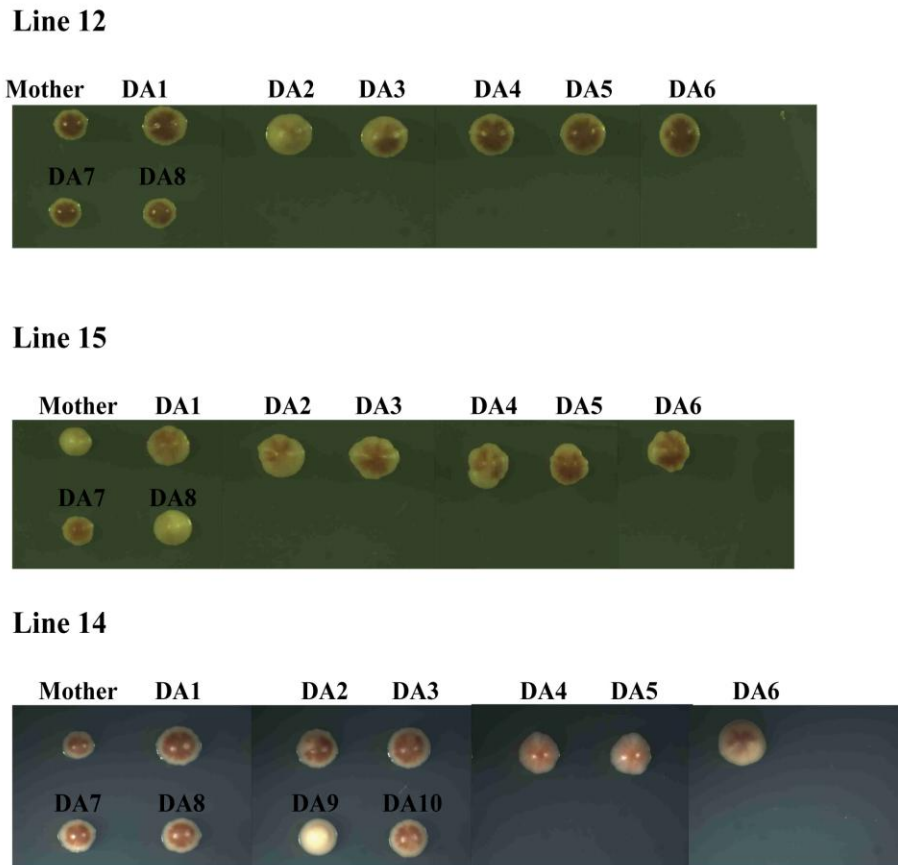 Line 12
Mother DA1 DA2 DA3 DA4 DA5 DA6
DA7 DA8
Line 15
Mother DA1 DA2 DA3 DA4 DA5 DA6
DA7 DA8
Line 14
Mother DA1 DA2 DA3 DA4 DA5 DA6
DA7 DA8 DA9 DA10